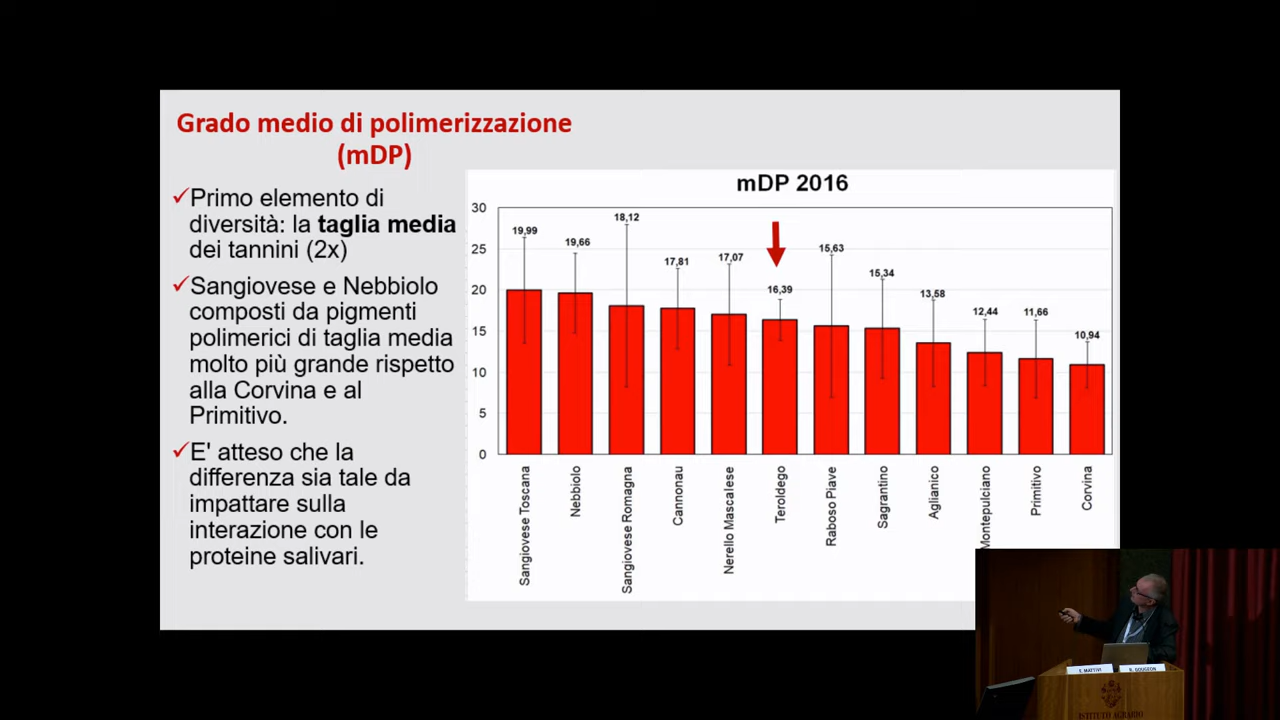 Grado medio di polimerizzazione
(mDP)
✓Primo elemento di
diversità: la taglia media
dei tannini (2x)
✓Sangiovese e Nebbiolo
composti da pigmenti
polimerici di taglia media
molto più grande rispetto
alla Corvina e al
Primitivo.
✓E' atteso che la
differenza sia tale da
impattare sulla
interazione con le
proteine salivari.
mDP 2016
30
25
20
15
10
5
0
19,99
19,66
18,12
17,81
17,07
16,39
15,63
15,34
13,58
12,44
11,66
10,94
Sangiovese Toscana
Nebbiolo
Sangiovese Romagna
Cannonau
Nerello Mascalese
Teroldego
Raboso Piave
Sagrantino
Aglianico
Montepulciano
Primitivo
Corvina
F. MATTIVI
R. GOUGEON
ISTITUTO AGRARIO